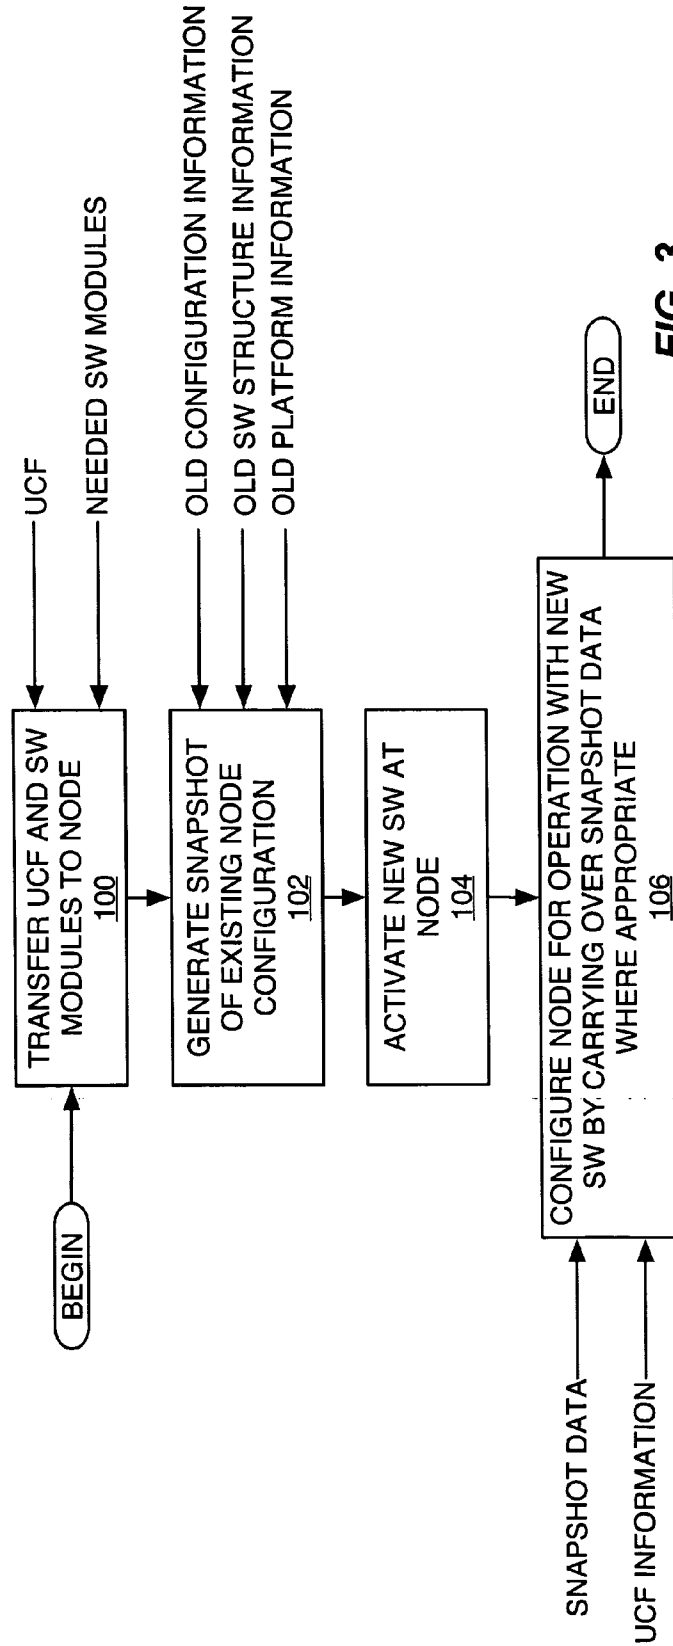 BEGIN
TRANSFER UCF AND SW
MODULES TO NODE
100
UCF
NEEDED SW MODULES
GENERATE SNAPSHOT
OF EXISTING NODE
CONFIGURATION
102
OLD CONFIGURATION INFORMATION
OLD SW STRUCTURE INFORMATION
OLD PLATFORM INFORMATION
ACTIVATE NEW SW AT
NODE
104
SNAPSHOT DATA
UCF INFORMATION
CONFIGURE NODE FOR OPERATION WITH NEW
SW BY CARRYING OVER SNAPSHOT DATA
WHERE APPROPRIATE
106
END
FIG.